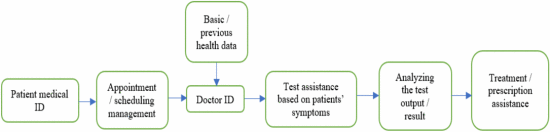 Basic /
previous
health data
Patient medical
ID
Appointment
/ scheduling
management
Doctor ID
Test assistance
based on patients'
symptoms
Analyzing
the test
output /
result
Treatment /
prescription
assistance